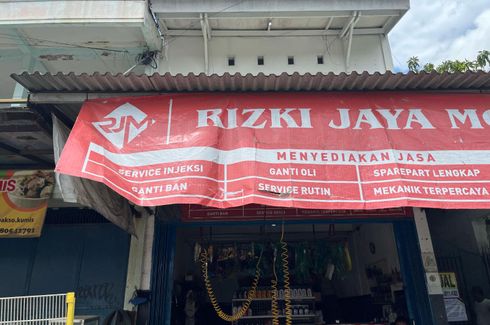 RJM
RIZKI JAYA MO
MENYEDIAKAN JASA
SERVICE INJEKSI
GANTI OLI
SPAREPART LENGKAP
GANTI BAN
SERVICE RUTIN
MEKANIK TERPERCAYA